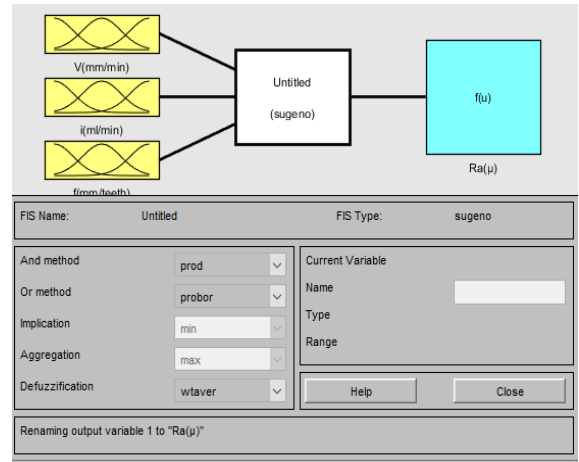 V(mm/min)
Untitled
(sugeno)
f(u)
i(ml/min)
Ra(μ)
f(mm/teeth)
FIS Name: Untitled FIS Type: sugeno
And method prod
Or method probor
Implication min
Aggregation max
Defuzzification wtaver
Current Variable
Name
Type
Range
Help Close
Renaming output variable 1 to "Ra(μ)"